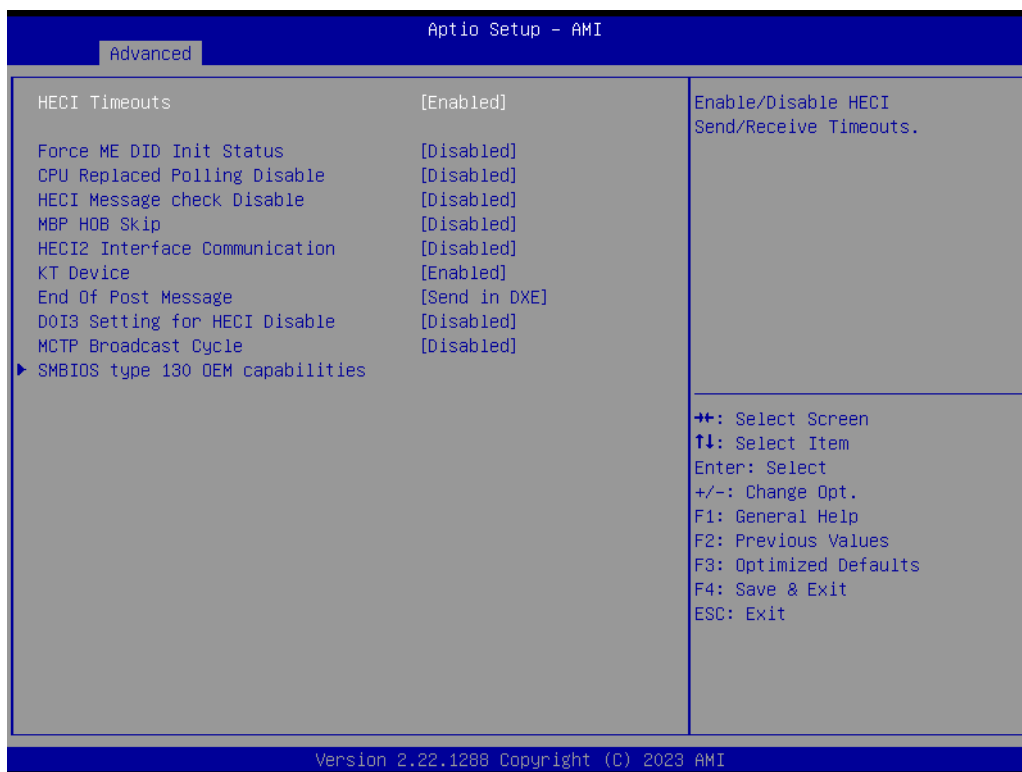 Aptio Setup – AMI
Advanced
HECI Timeouts [Enabled]
Force ME DID Init Status [Disabled]
CPU Replaced Polling Disable [Disabled]
HECI Message check Disable [Disabled]
MBP HOB Skip [Disabled]
HECI2 Interface Communication [Disabled]
KT Device [Enabled]
End Of Post Message [Send in DXE]
D0I3 Setting for HECI Disable [Disabled]
MCTP Broadcast Cycle [Disabled]
▶ SMBIOS type 130 OEM capabilities
Enable/Disable HECI
Send/Receive Timeouts.
→←: Select Screen
↑↓: Select Item
Enter: Select
+/-: Change Opt.
F1: General Help
F2: Previous Values
F3: Optimized Defaults
F4: Save & Exit
ESC: Exit
Version 2.22.1288 Copyright (C) 2023 AMI